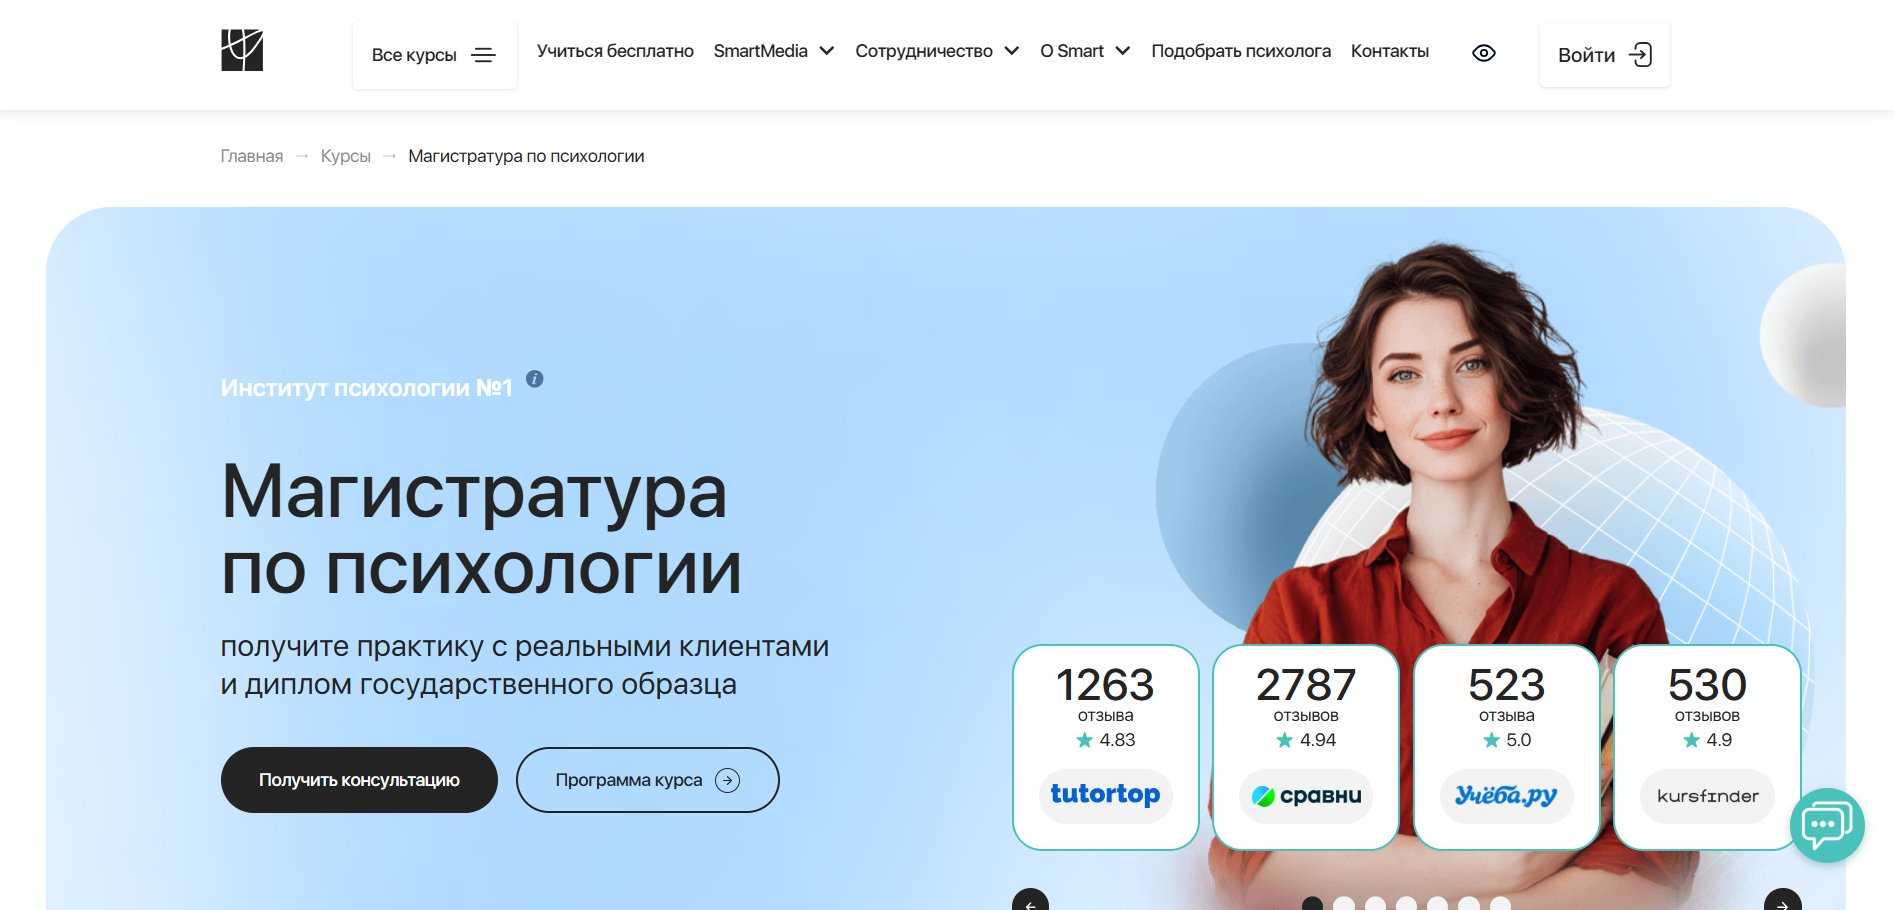 Все курсы
Учиться бесплатно
SmartMedia
Сотрудничество
О Smart
Подобрать психолога
Контакты
Войти
Главная → Курсы → Магистратура по психологии
Институт психологии №1 i
Магистратура
по психологии
получите практику с реальными клиентами
и диплом государственного образца
Получить консультацию
Программа курса
1263
отзыва
4.83
tutortop
2787
отзывов
4.94
сравни
523
отзыва
5.0
Учёба.ру
530
отзывов
4.9
kursfinder